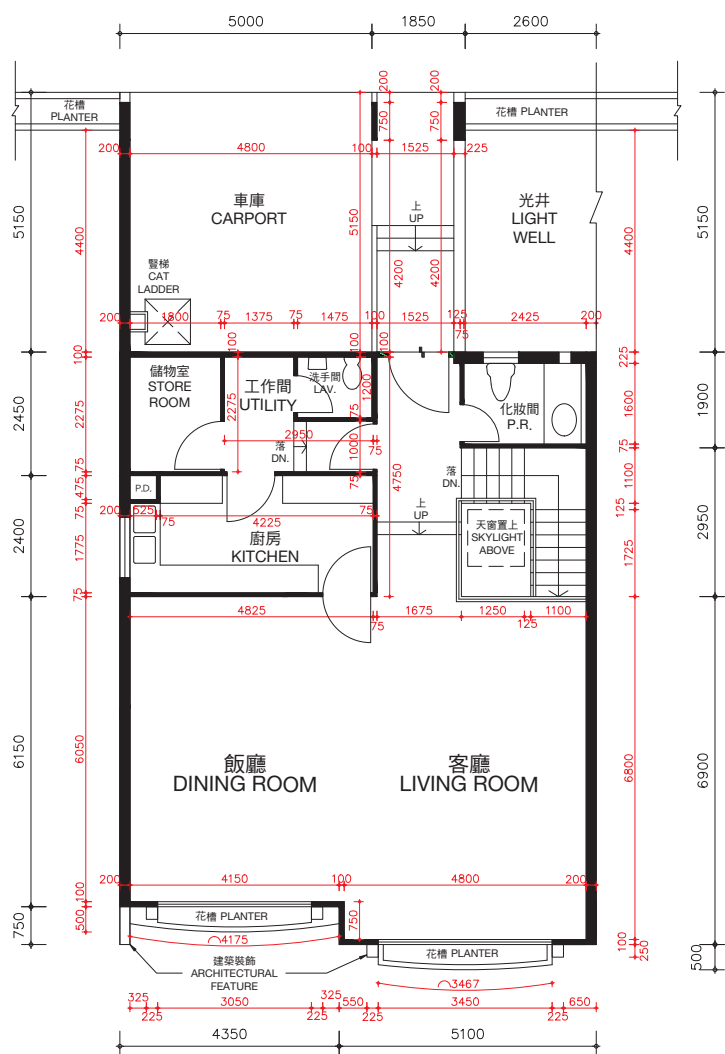 5000
1850
2600
花槽
PLANTER
花槽 PLANTER
200
750
200
750
200
4800
100
1525
225
車庫
CARPORT
上
UP
光井
LIGHT
WELL
5150
4400
5150
4200
4200
4400
5150
豎梯
CAT
LADDER
200
1800
75
1375
75
1475
100
1525
125
75
2425
200
100
100
100
100
225
儲物室
STORE
ROOM
工作間
UTILITY
洗手間
LAV.
化妝間
P.R.
2450
2275
2275
1200
75
1600
1900
2950
75
1000
75
落
DN.
落
DN.
4750
上
UP
75
475
75
P.D.
75
1100
125
200
525
75
4225
75
廚房
KITCHEN
天窗置上
SKYLIGHT
ABOVE
2400
1775
1725
2950
75
4825
75
1675
1250
125
1100
飯廳
DINING ROOM
客廳
LIVING ROOM
6150
6050
6800
6900
200
4150
100
4800
200
100
500
750
750
花槽 PLANTER
4175
花槽 PLANTER
100
250
500
建築裝飾
ARCHITECTURAL
FEATURE
3467
325
225
3050
225
325
550
225
3450
225
650
4350
5100